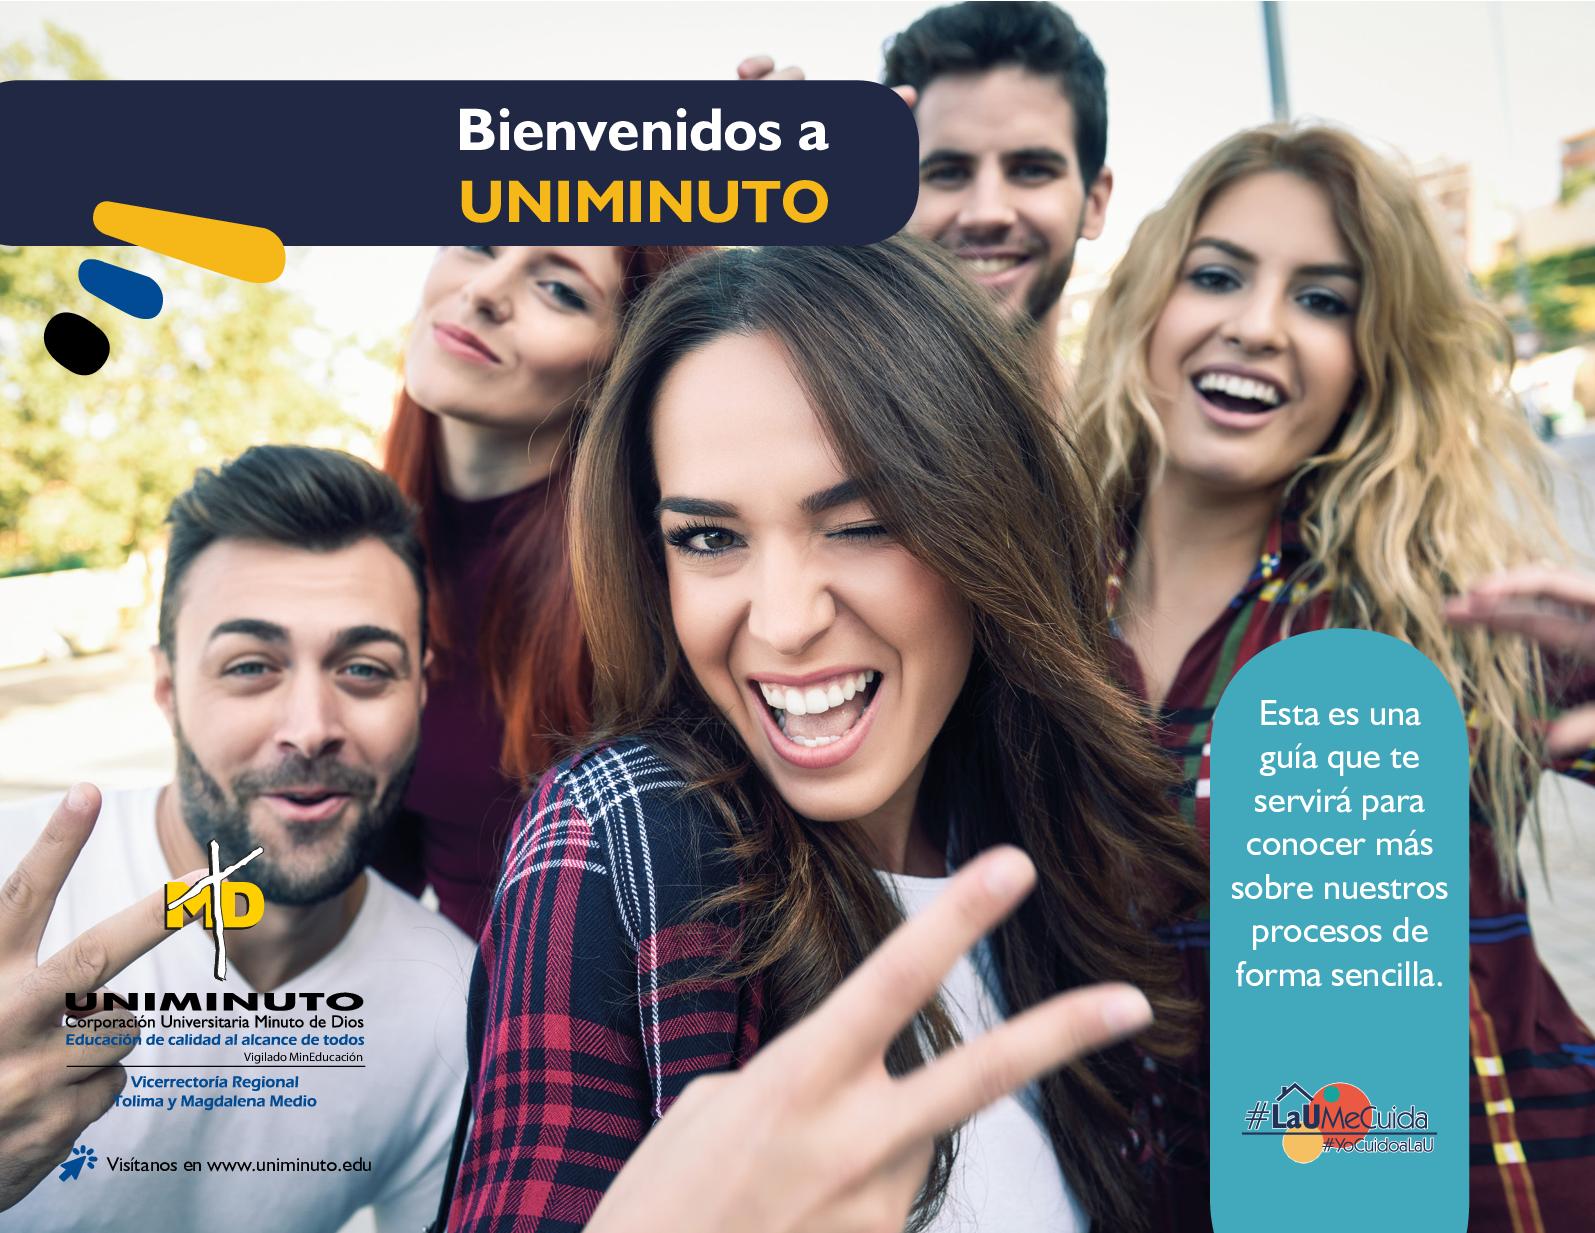 Bienvenidos a
UNIMINUTO
Esta es una
guía que te
servirá para
conocer más
sobre nuestros
procesos de
forma sencilla.
MD
UNIMINUTO
Corporación Universitaria Minuto de Dios
Educación de calidad al alcance de todos
Vigilado MinEducación
Vicerrectoría Regional
Tolima y Magdalena Medio
Visítanos en www.uniminuto.edu
#LaUMeCuida
#YoCuidoaLaU